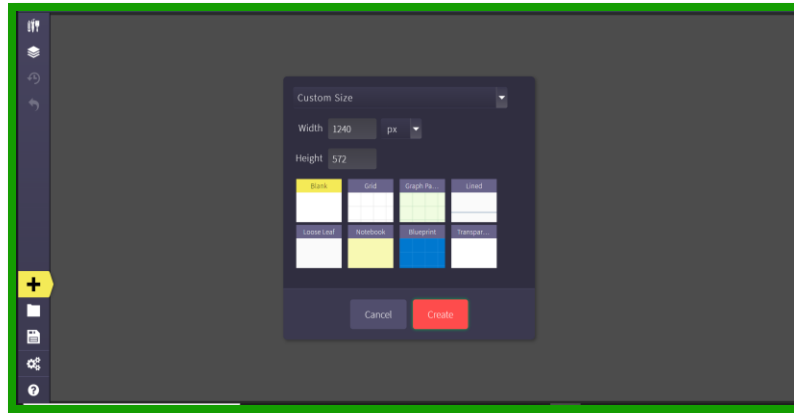 Custom Size
Width 1240 px
Height 572
Blank Grid Graph Pa... Lined
Loose Leaf Notebook Blueprint Transpar...
Cancel Create